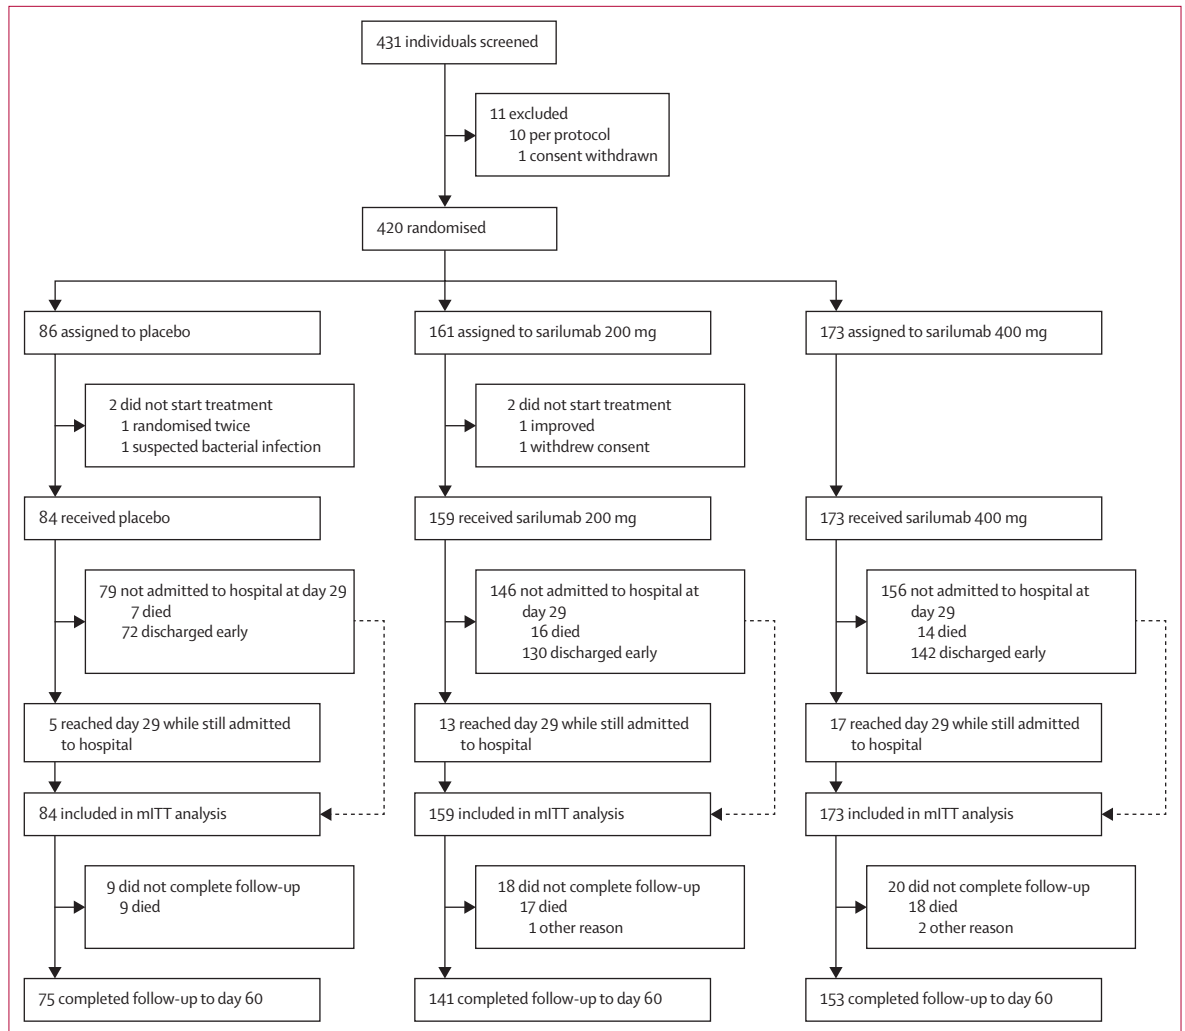 431 individuals screened
11 excluded
10 per protocol
1 consent withdrawn
420 randomised
86 assigned to placebo
161 assigned to sarilumab 200 mg
173 assigned to sarilumab 400 mg
2 did not start treatment
1 randomised twice
1 suspected bacterial infection
2 did not start treatment
1 improved
1 withdrew consent
84 received placebo
159 received sarilumab 200 mg
173 received sarilumab 400 mg
79 not admitted to hospital at day 29
7 died
72 discharged early
146 not admitted to hospital at
day 29
16 died
130 discharged early
156 not admitted to hospital at
day 29
14 died
142 discharged early
5 reached day 29 while still admitted
to hospital
13 reached day 29 while still admitted
to hospital
17 reached day 29 while still admitted
to hospital
84 included in mITT analysis
159 included in mITT analysis
173 included in mITT analysis
9 did not complete follow-up
9 died
18 did not complete follow-up
17 died
1 other reason
20 did not complete follow-up
18 died
2 other reason
75 completed follow-up to day 60
141 completed follow-up to day 60
153 completed follow-up to day 60